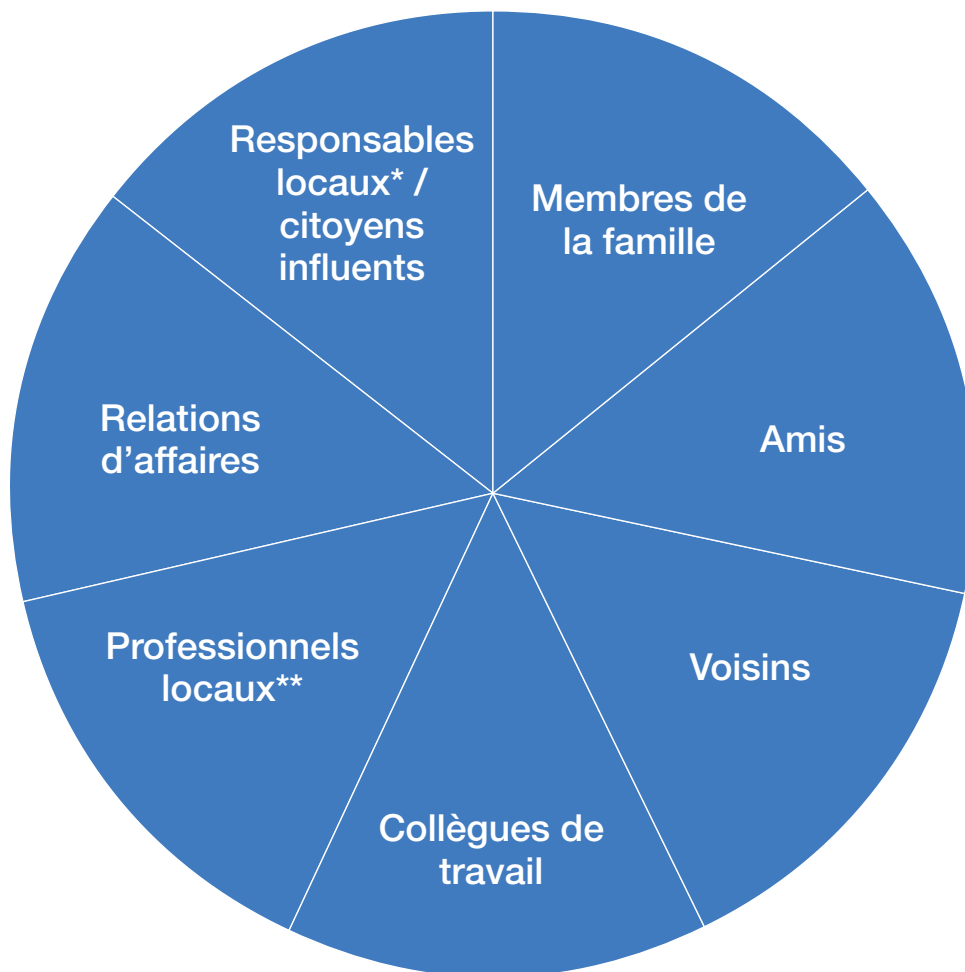 Responsables
locaux* /
citoyens
influents
Membres de
la famille
Relations
d’affaires
Amis
Professionnels
locaux**
Voisins
Collègues de
travail